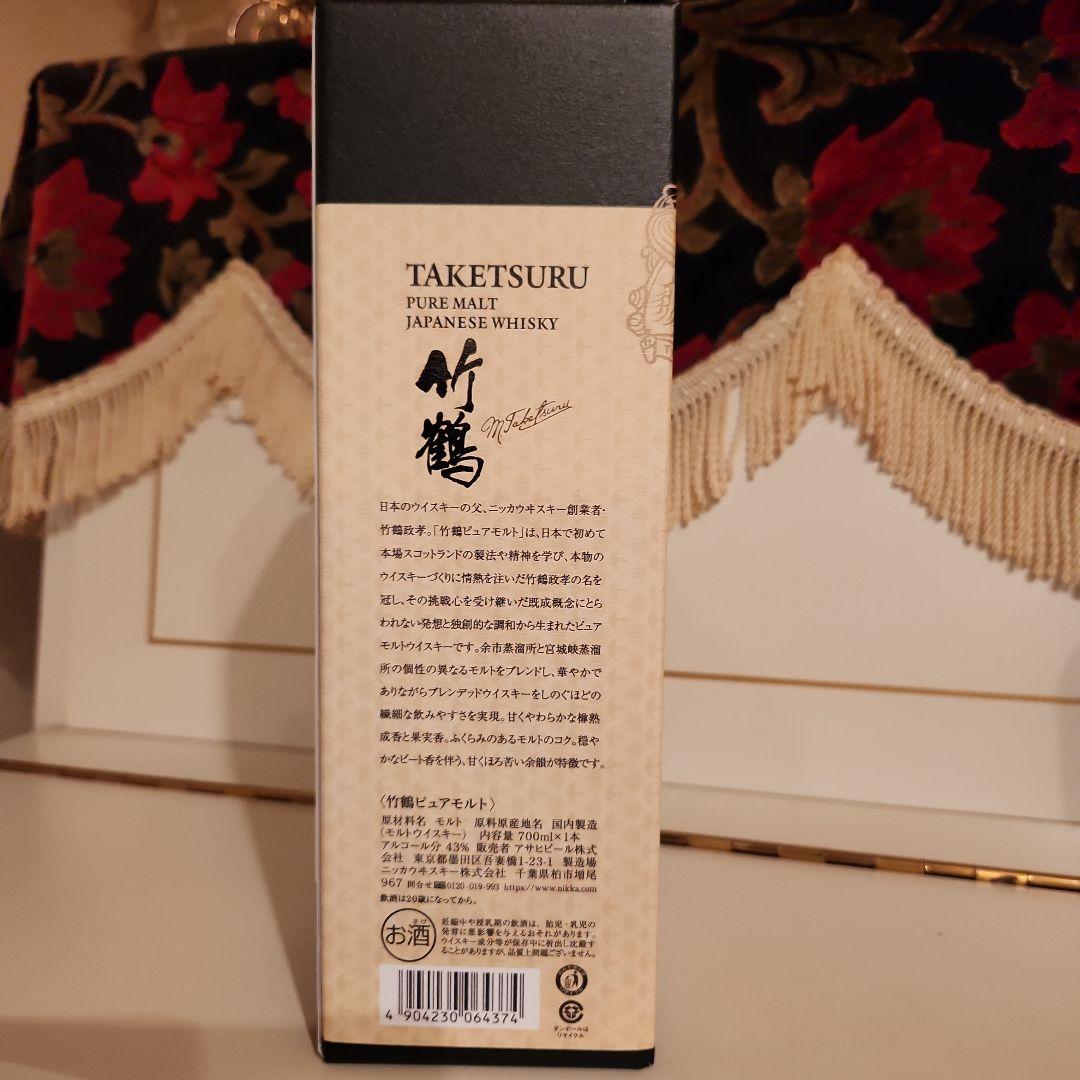 TAKETSURU
PURE MALT
JAPANESE WHISKY
竹鶴
M.Taketsuru
日本のウイスキーの父、ニッカウヰスキー創業者・
竹鶴政孝。「竹鶴ピュアモルト」は、日本で初めて
本場スコットランドの製法や精神を学び、本物の
ウイスキーづくりに情熱を注いだ竹鶴政孝の名を
冠し、その挑戦心を受け継いだ既成概念にとら
われない発想と独創的な調和から生まれたピュア
モルトウイスキーです。余市蒸溜所と宮城峡蒸溜
所の個性の異なるモルトをブレンドし、華やかで
ありながらブレンデッドウイスキーをしのぐほどの
繊細な飲みやすさを実現。甘くやわらかな樽熟
成香と果実香。ふくらみのあるモルトのコク。穏や
かなピート香を伴う、甘くほろ苦い余韻が特徴です。
〈竹鶴ピュアモルト〉
原材料名 モルト 原料原産地名 国内製造
(モルトウイスキー) 内容量 700ml×1本
アルコール分 43% 販売者 アサヒビール株式
会社 東京都墨田区吾妻橋1-23-1 製造場
ニッカウヰスキー株式会社 千葉県柏市増尾
967 問合せ 0120-019-993 https://www.nikka.com
飲酒は20歳になってから。
お酒
妊娠中や授乳期の飲酒は、胎児・乳児の
発育に悪影響を与えるおそれがあります。
ウイスキー成分等が保存中に析出し沈殿す
ることがありますが、品質上問題ございません。
4 904230 064374
ダンボールは
リサイクル